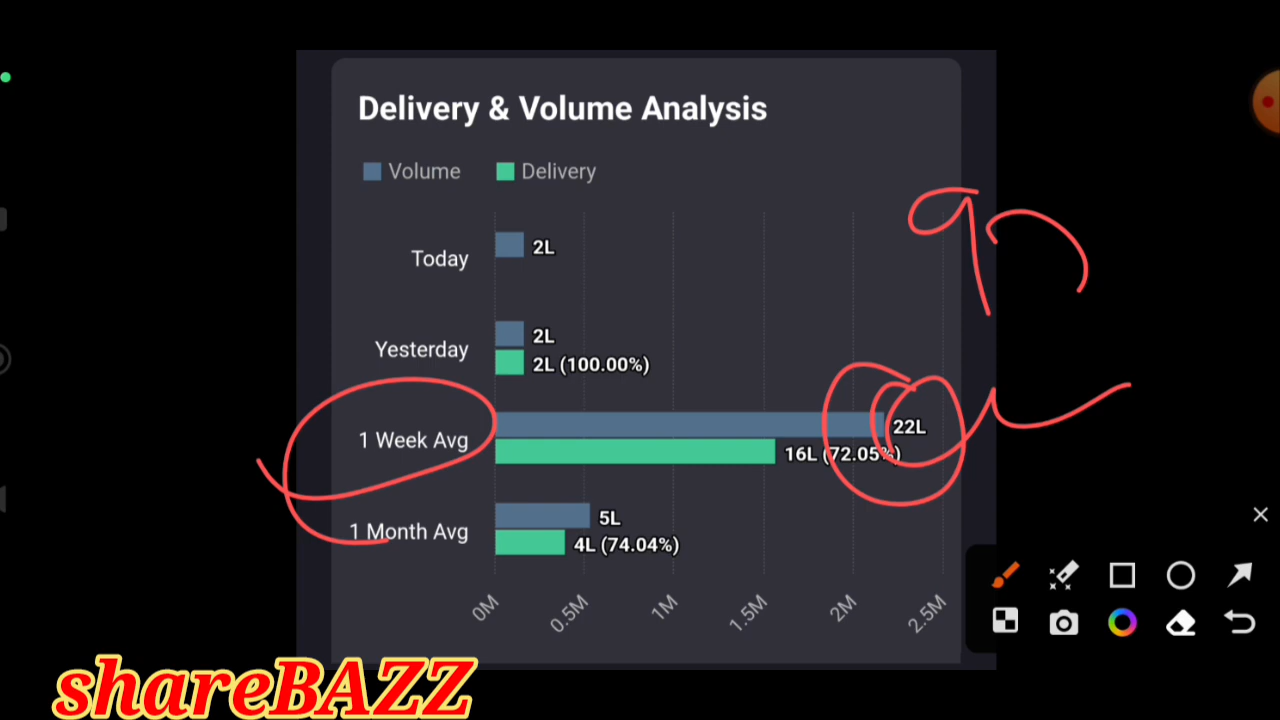 Delivery & Volume Analysis
Volume Delivery
Today 2L
Yesterday 2L
2L (100.00%)
1 Week Avg 22L
16L (72.05%)
1 Month Avg 5L
4L (74.04%)
0M 0.5M 1M 1.5M 2M 2.5M
shareBAZZ